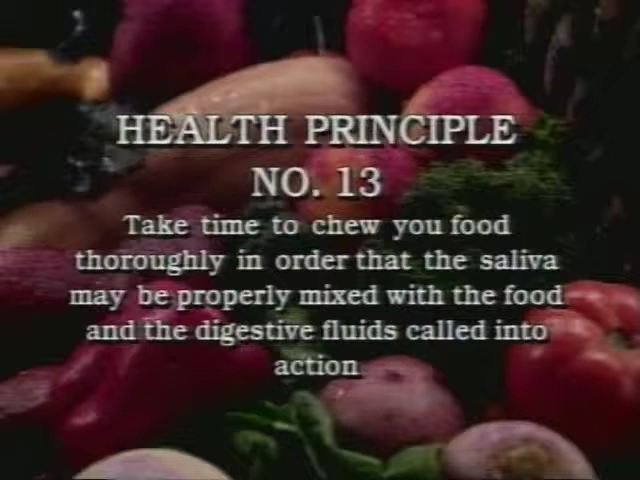 HEALTH PRINCIPLE
NO. 13
Take time to chew you food
thoroughly in order that the saliva
may be properly mixed with the food
and the digestive fluids called into
action